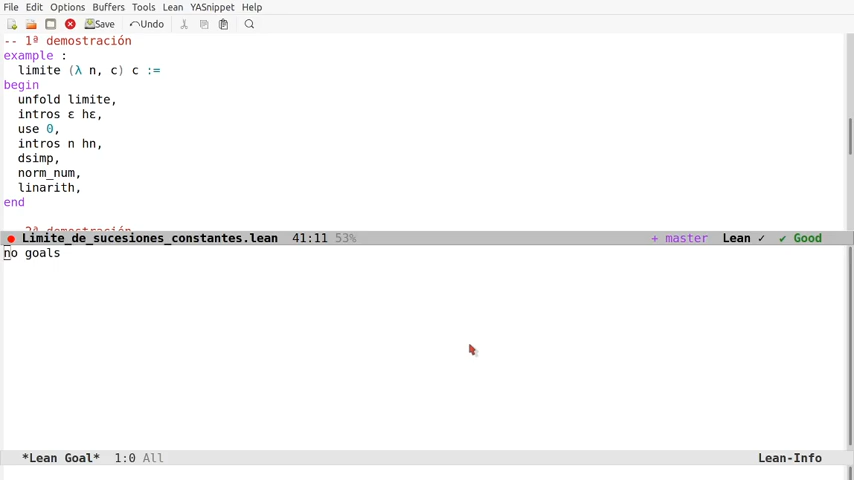 File Edit Options Buffers Tools Lean YASnippet Help
Save Undo
-- 1ª demostración
example :
limite (λ n, c) c :=
begin
unfold limite,
intros ε hε,
use 0,
intros n hn,
dsimp,
norm_num,
linarith,
end
2ª demostración
Limite_de_sucesiones_constantes.lean 41:11 53% + master Lean ✓ ✔ Good
no goals
*Lean Goal* 1:0 All Lean-Info